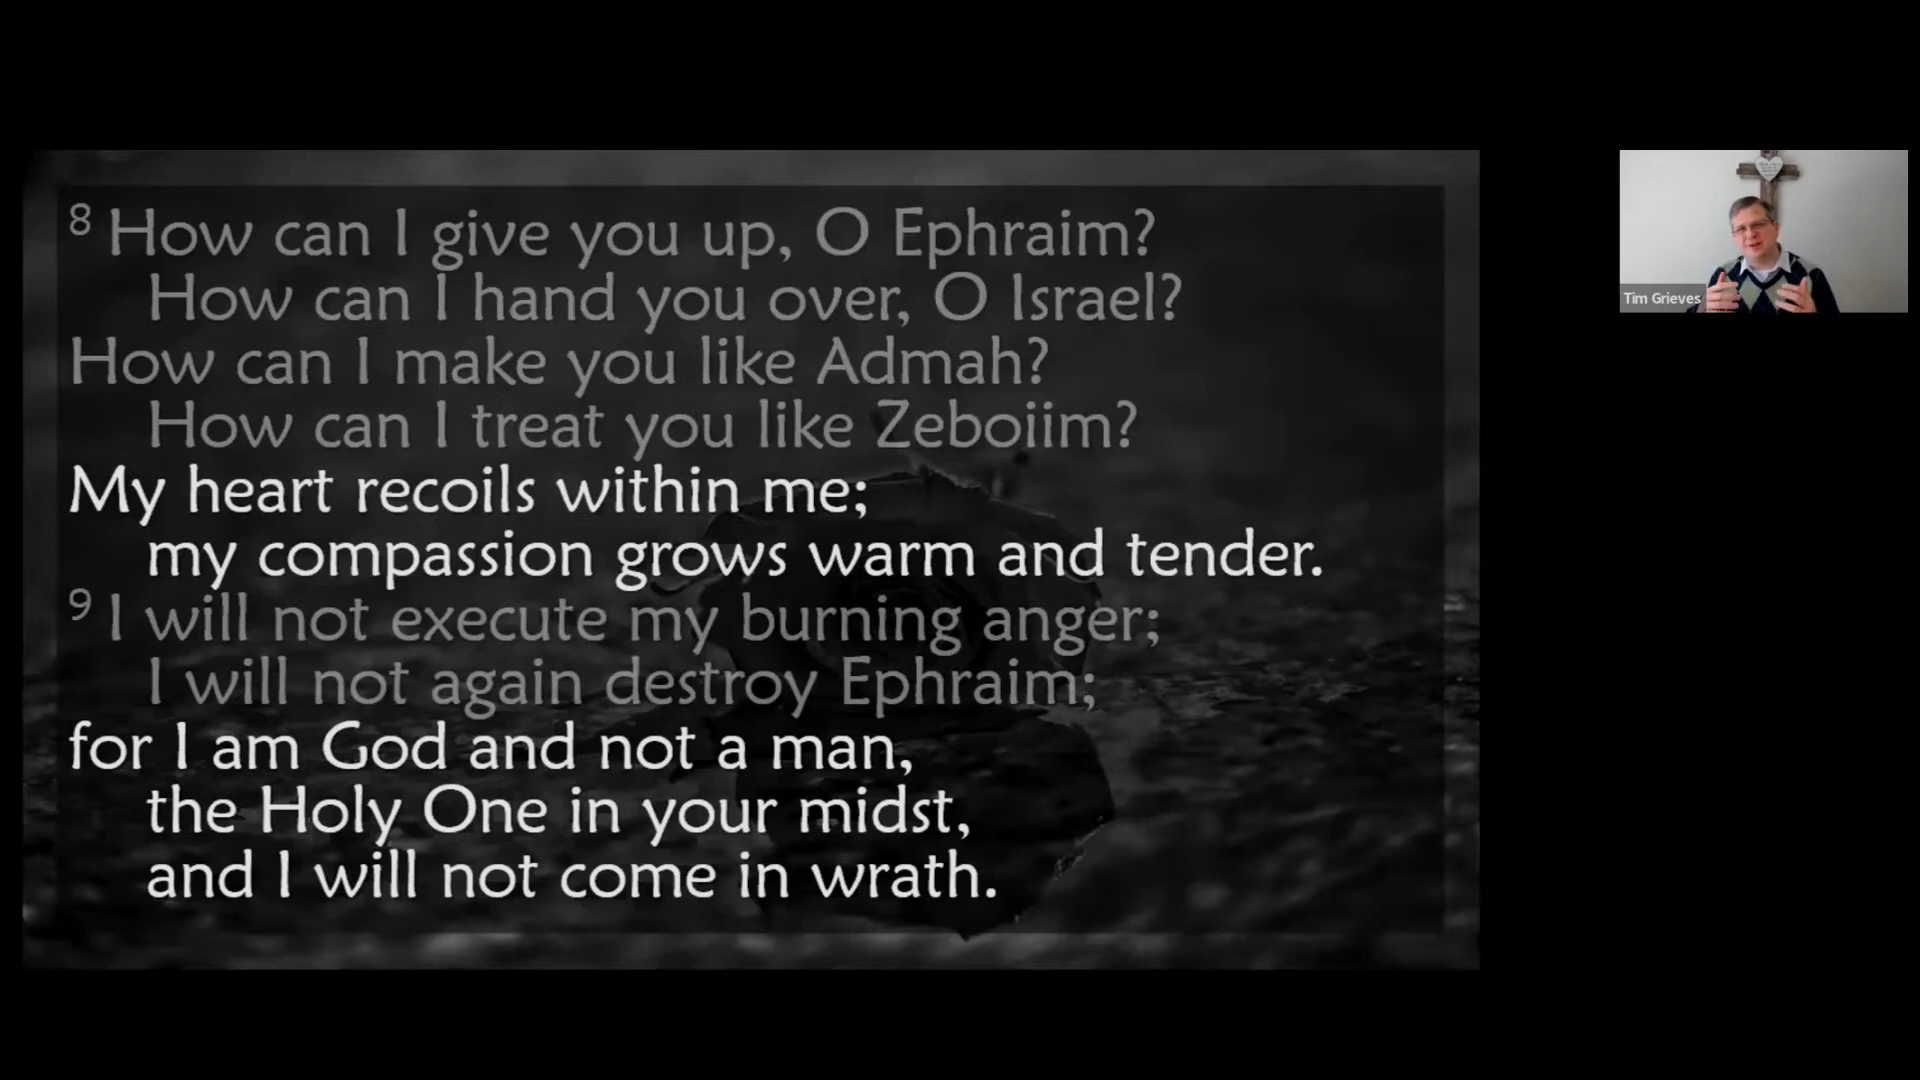 8 How can I give you up, O Ephraim?
How can I hand you over, O Israel?
How can I make you like Admah?
How can I treat you like Zeboiim?
My heart recoils within me;
my compassion grows warm and tender.
9 I will not execute my burning anger;
I will not again destroy Ephraim;
for I am God and not a man,
the Holy One in your midst,
and I will not come in wrath.
Tim Grieves